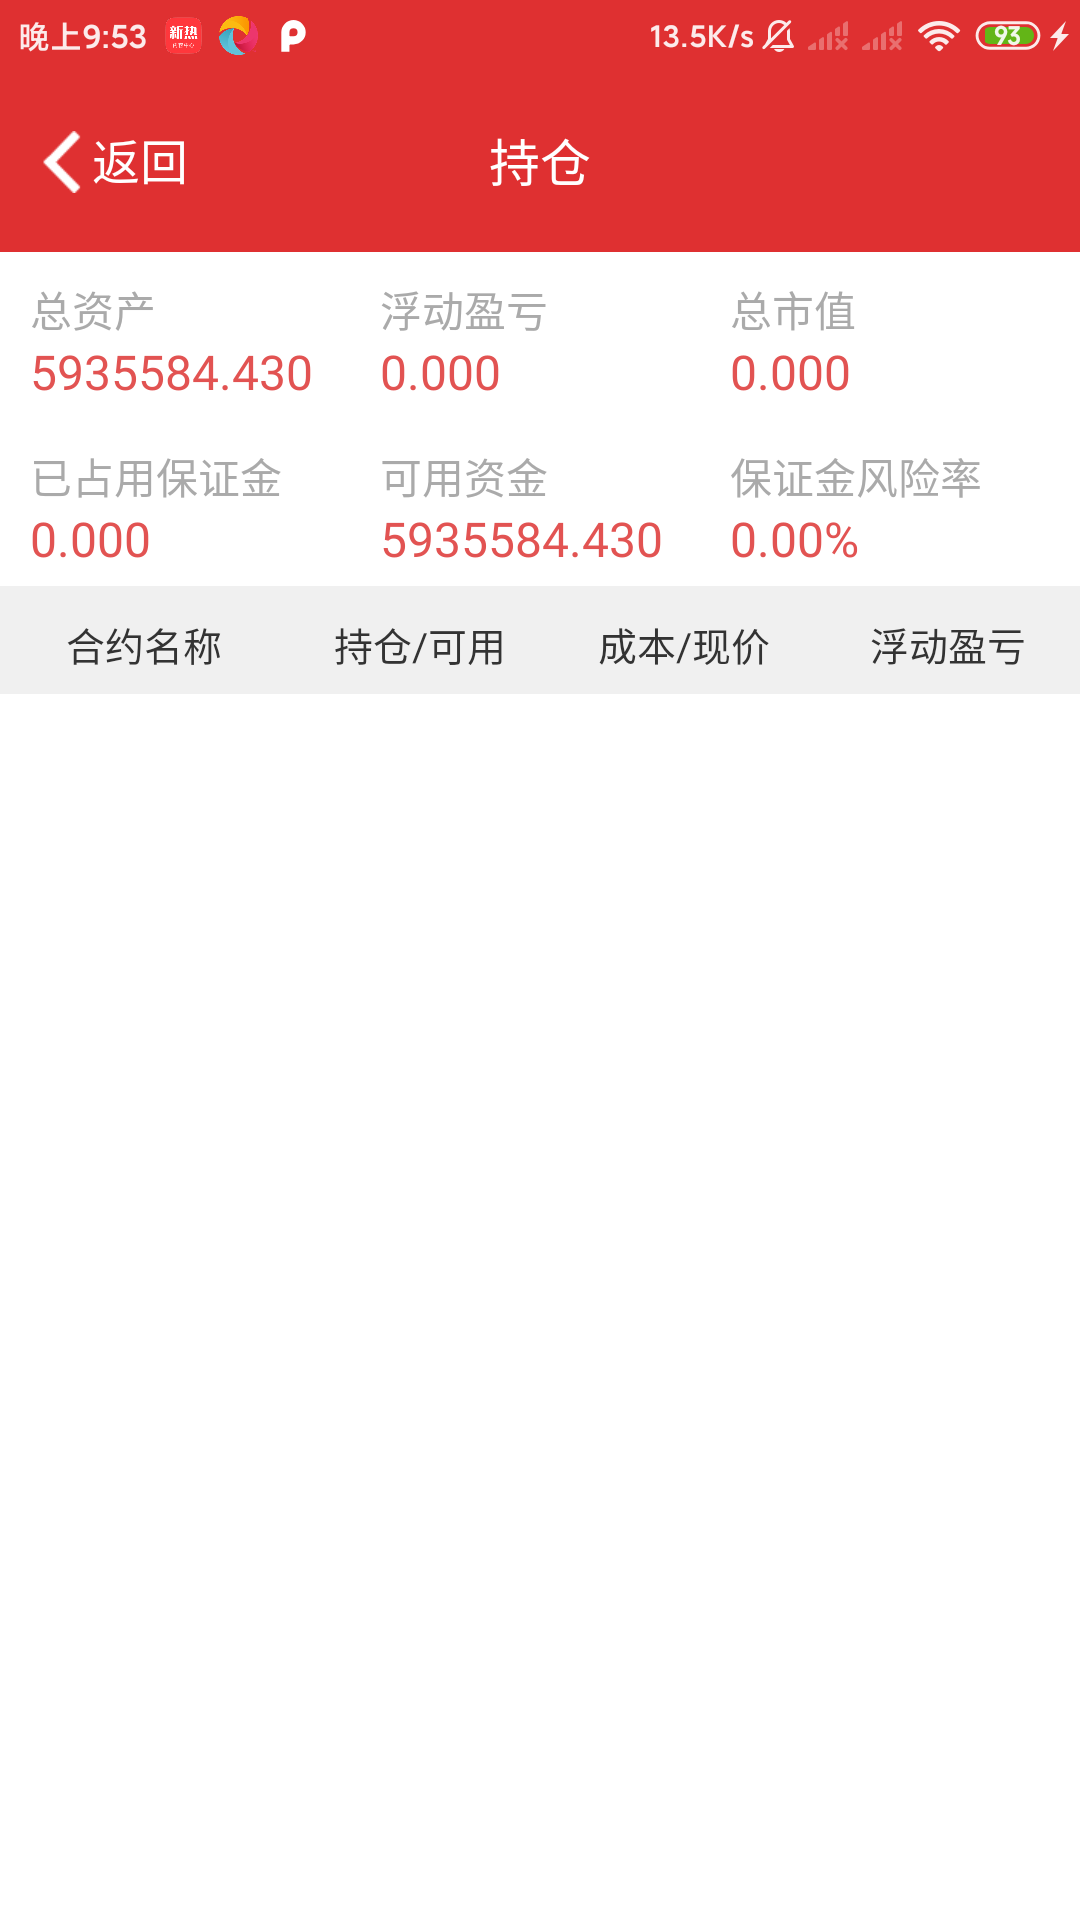 晚上9:53 新热 13.5K/s 93
返回 持仓
总资产 浮动盈亏 总市值
5935584.430 0.000 0.000
已占用保证金 可用资金 保证金风险率
0.000 5935584.430 0.00%
合约名称 持仓/可用 成本/现价 浮动盈亏